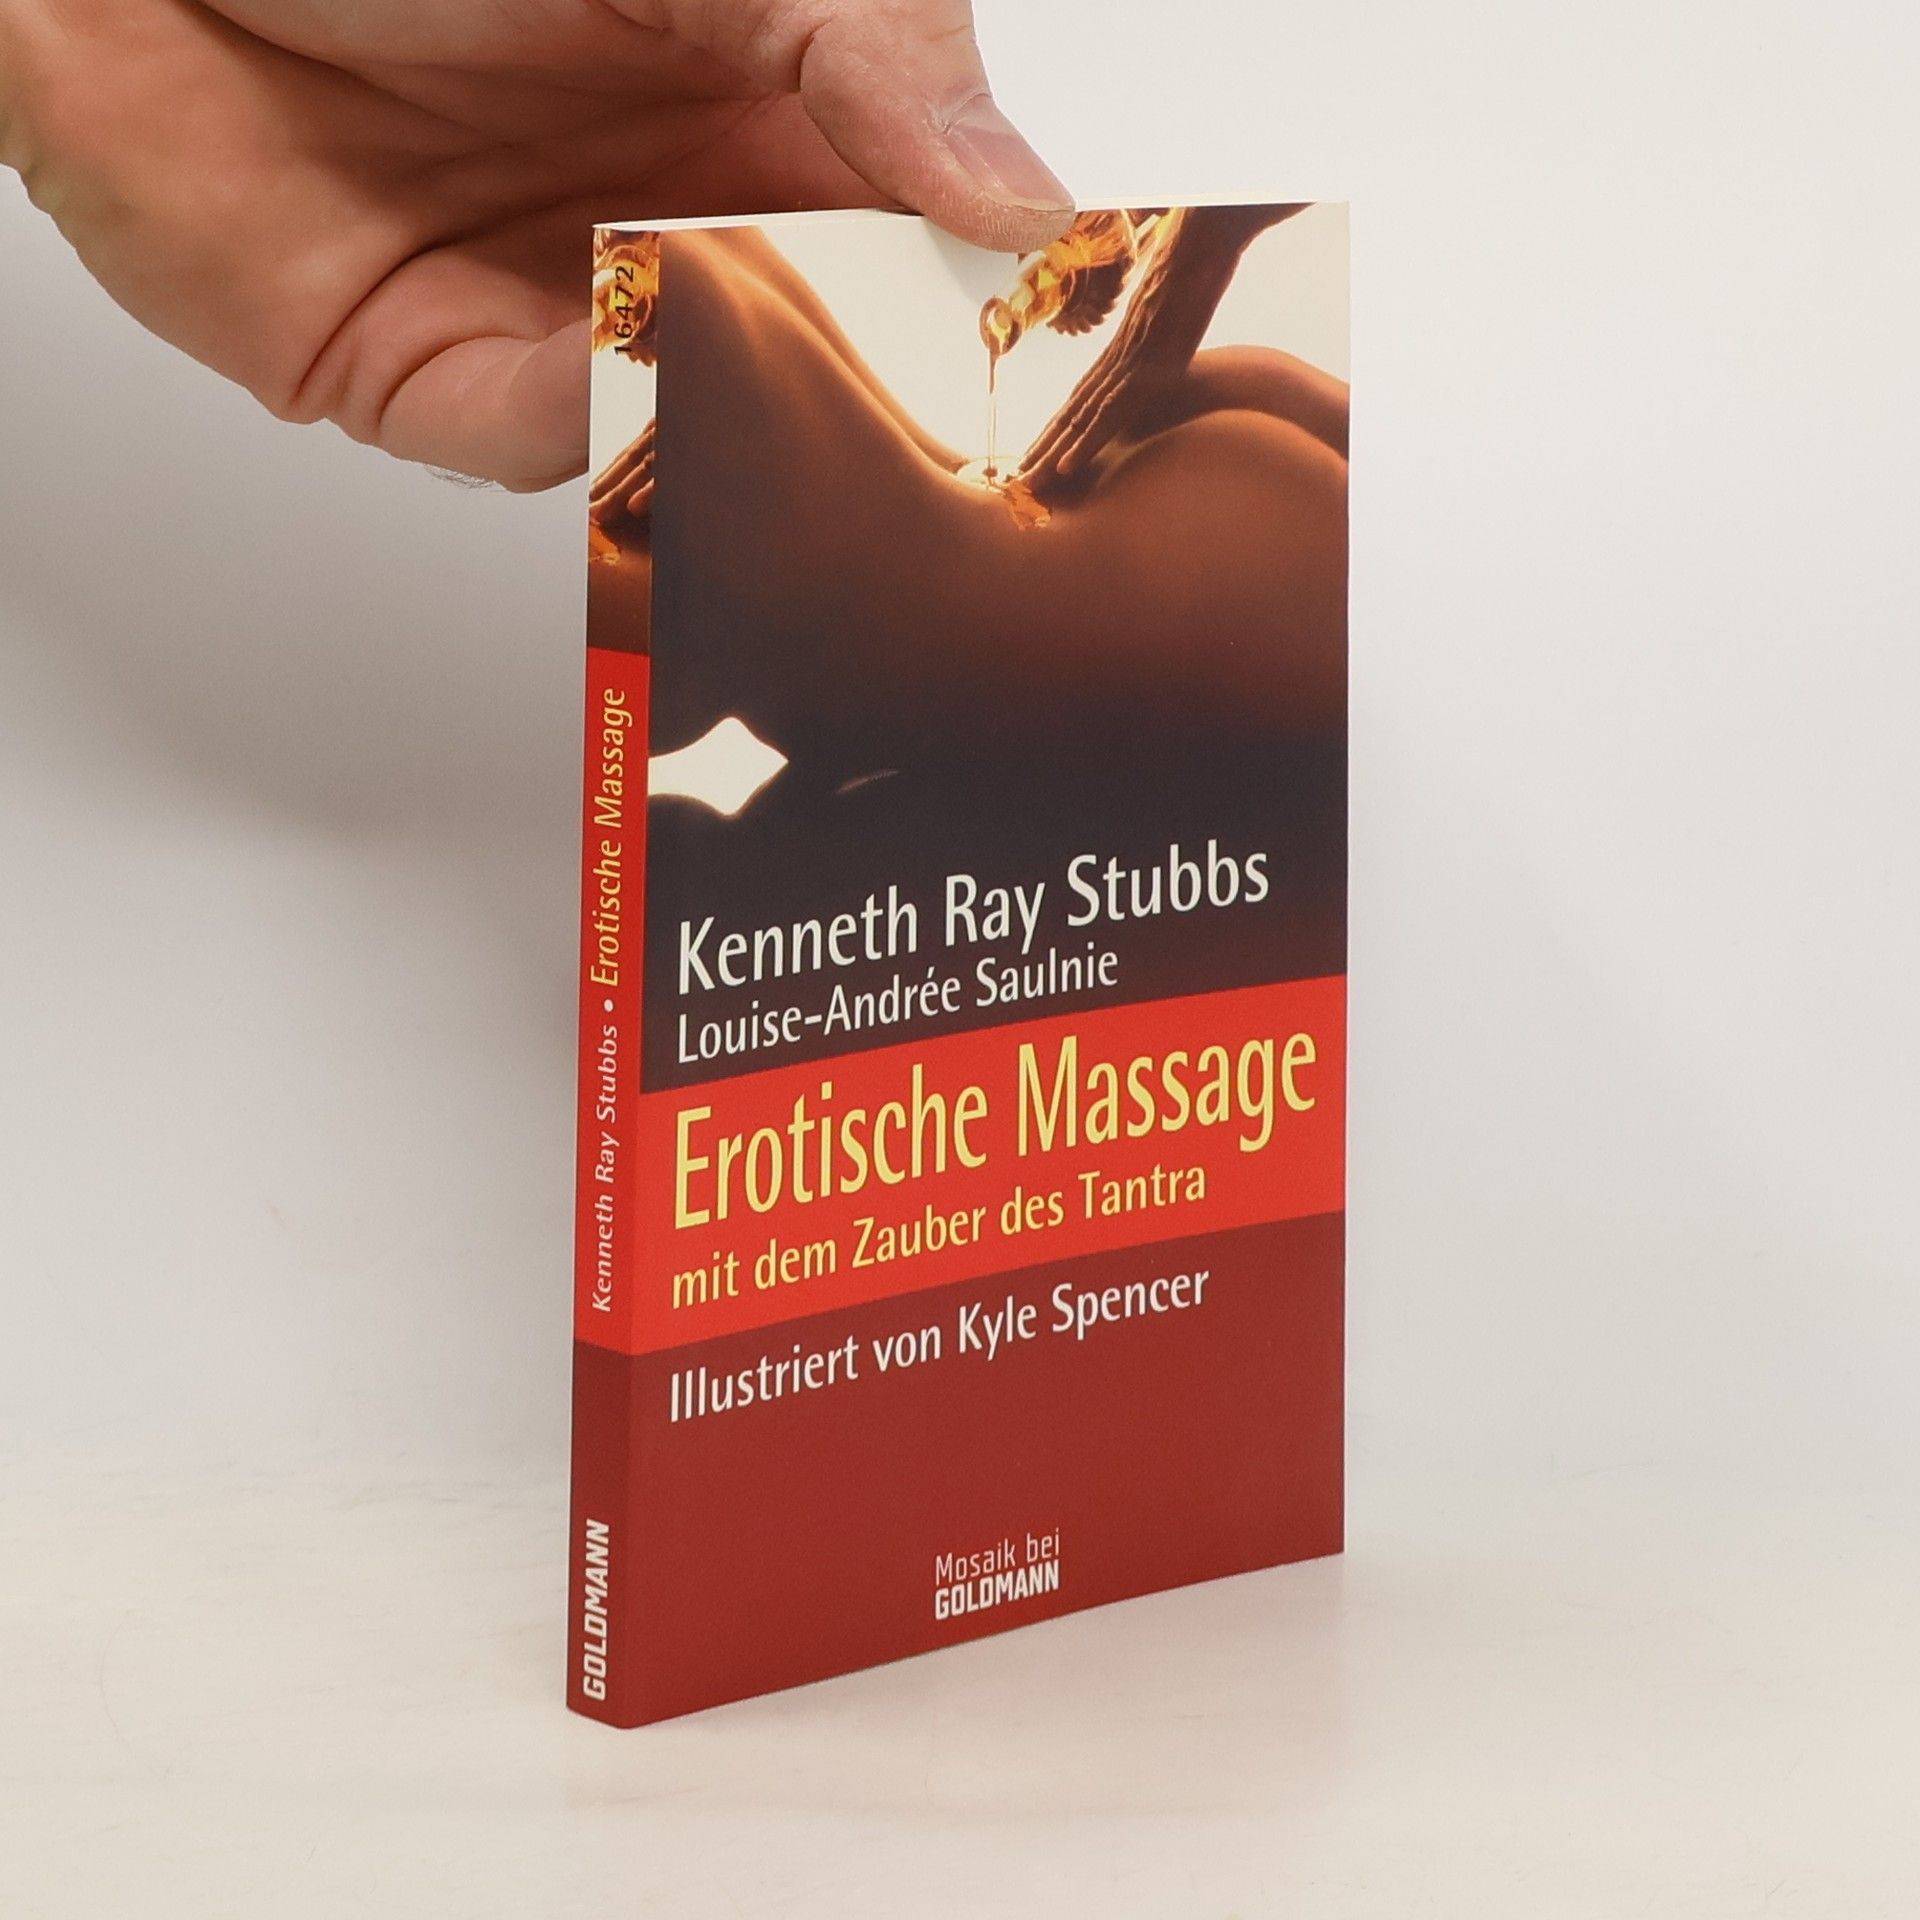 16472
Kenneth Ray Stubbs • Erotische Massage
GOLDMANN
Kenneth Ray Stubbs
Louise-Andrée Saulnie
Erotische Massage
mit dem Zauber des Tantra
Illustriert von Kyle Spencer
Mosaik bei
GOLDMANN